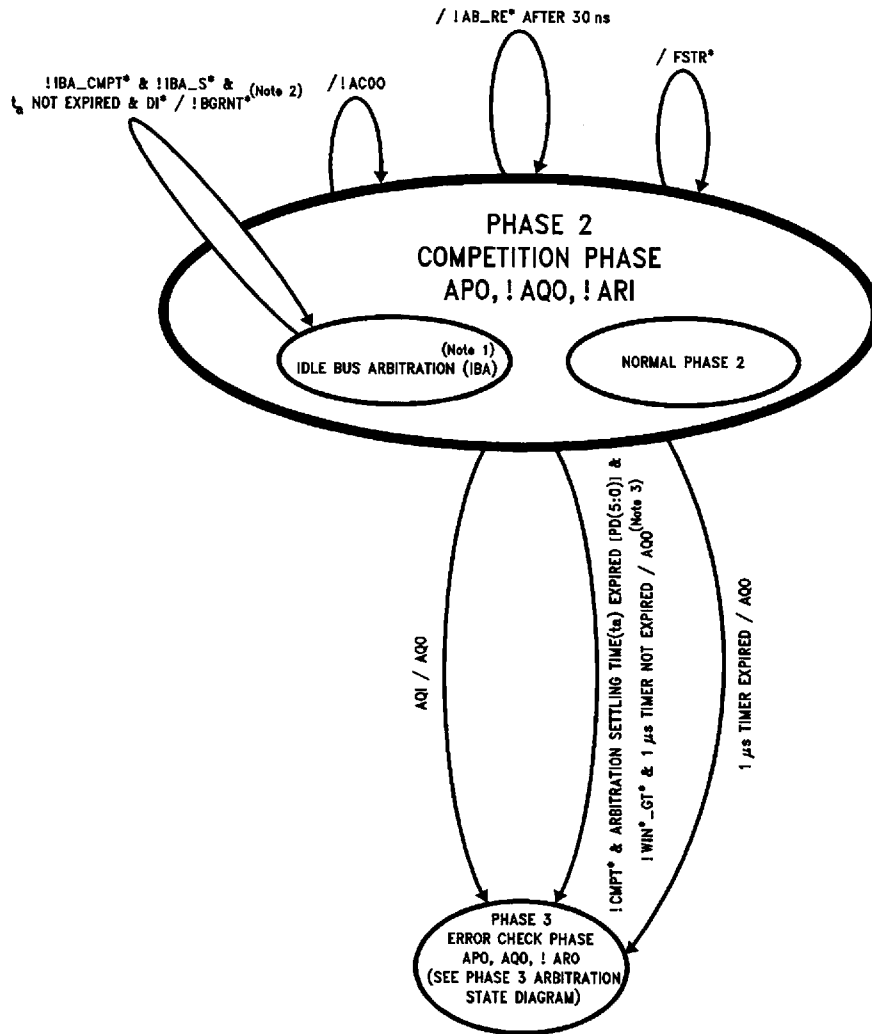 / !AB_RE* AFTER 30 ns
/ FSTR*
/ !AC00
!IBA_CMPT* & !IBA_S* &
ta NOT EXPIRED & DI* / !BGRNT* (Note 2)
PHASE 2
COMPETITION PHASE
APO, !AQO, !ARI
(Note 1)
IDLE BUS ARBITRATION (IBA)
NORMAL PHASE 2
AQI / AQO
!CMPT* & ARBITRATION SETTLING TIME(ta) EXPIRED [PD(5:0)] &
!WIN*_GT* & 1 µs TIMER NOT EXPIRED / AQO (Note 3)
1 µs TIMER EXPIRED / AQO
PHASE 3
ERROR CHECK PHASE
APO, AQO, ! ARO
(SEE PHASE 3 ARBITRATION
STATE DIAGRAM)